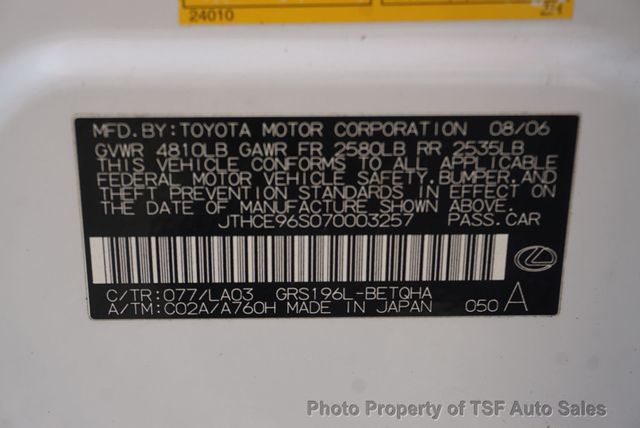 24010
MFD. BY: TOYOTA MOTOR CORPORATION 08/06
GVWR 4810LB GAWR FR 2580LB RR 2535LB
THIS VEHICLE CONFORMS TO ALL APPLICABLE
FEDERAL MOTOR VEHICLE SAFETY, BUMPER, AND
THEFT PREVENTION STANDARDS IN EFFECT ON
THE DATE OF MANUFACTURE SHOWN ABOVE.
JTHCE96S070003257 PASS. CAR
C/TR: 077/LA03 GRS196L-BETQHA
A/TM: C02A/A760H MADE IN JAPAN 050 A
Photo Property of TSF Auto Sales